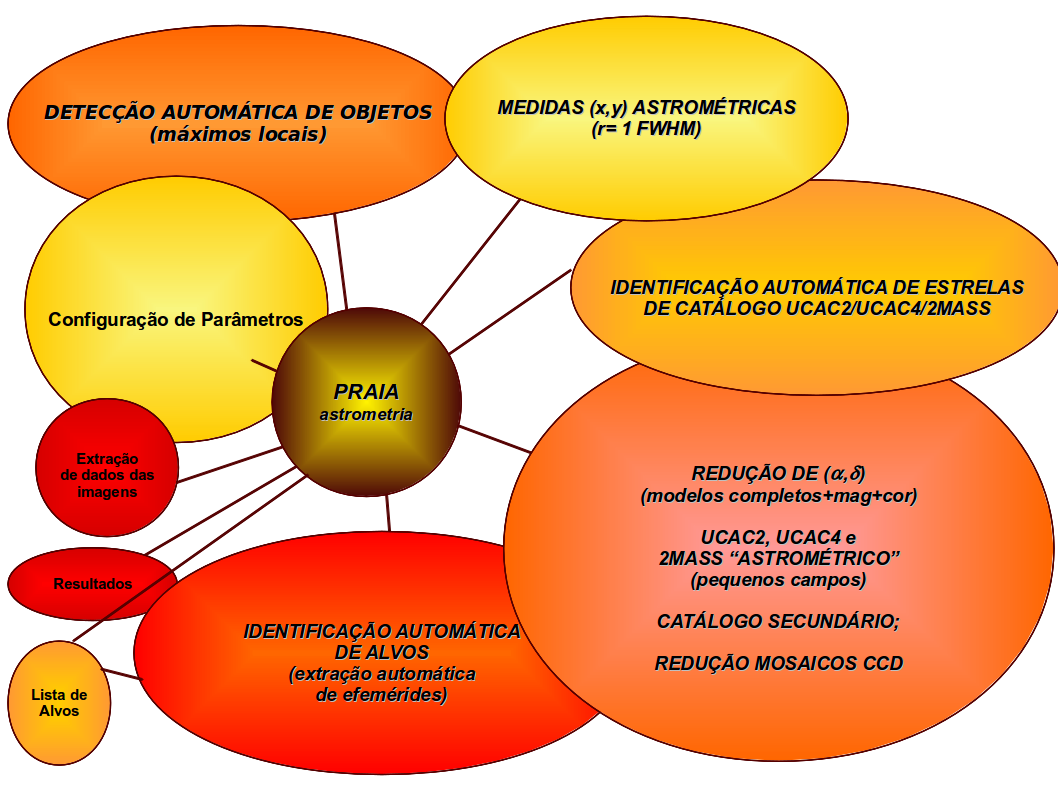 DETECÇÃO AUTOMÁTICA DE OBJETOS
(máximos locais)
MEDIDAS (x,y) ASTROMÉTRICAS
(r= 1 FWHM)
IDENTIFICAÇÃO AUTOMÁTICA DE ESTRELAS
DE CATÁLOGO UCAC2/UCAC4/2MASS
Configuração de Parâmetros
PRAIA
astrometria
Extração
de dados das
imagens
REDUÇÃO DE (α,δ)
(modelos completos+mag+cor)
UCAC2, UCAC4 e
2MASS “ASTROMÉTRICO”
(pequenos campos)
CATÁLOGO SECUNDÁRIO;
REDUÇÃO MOSAICOS CCD
Resultados
IDENTIFICAÇÃO AUTOMÁTICA
DE ALVOS
(extração automática
de efemérides)
Lista de
Alvos